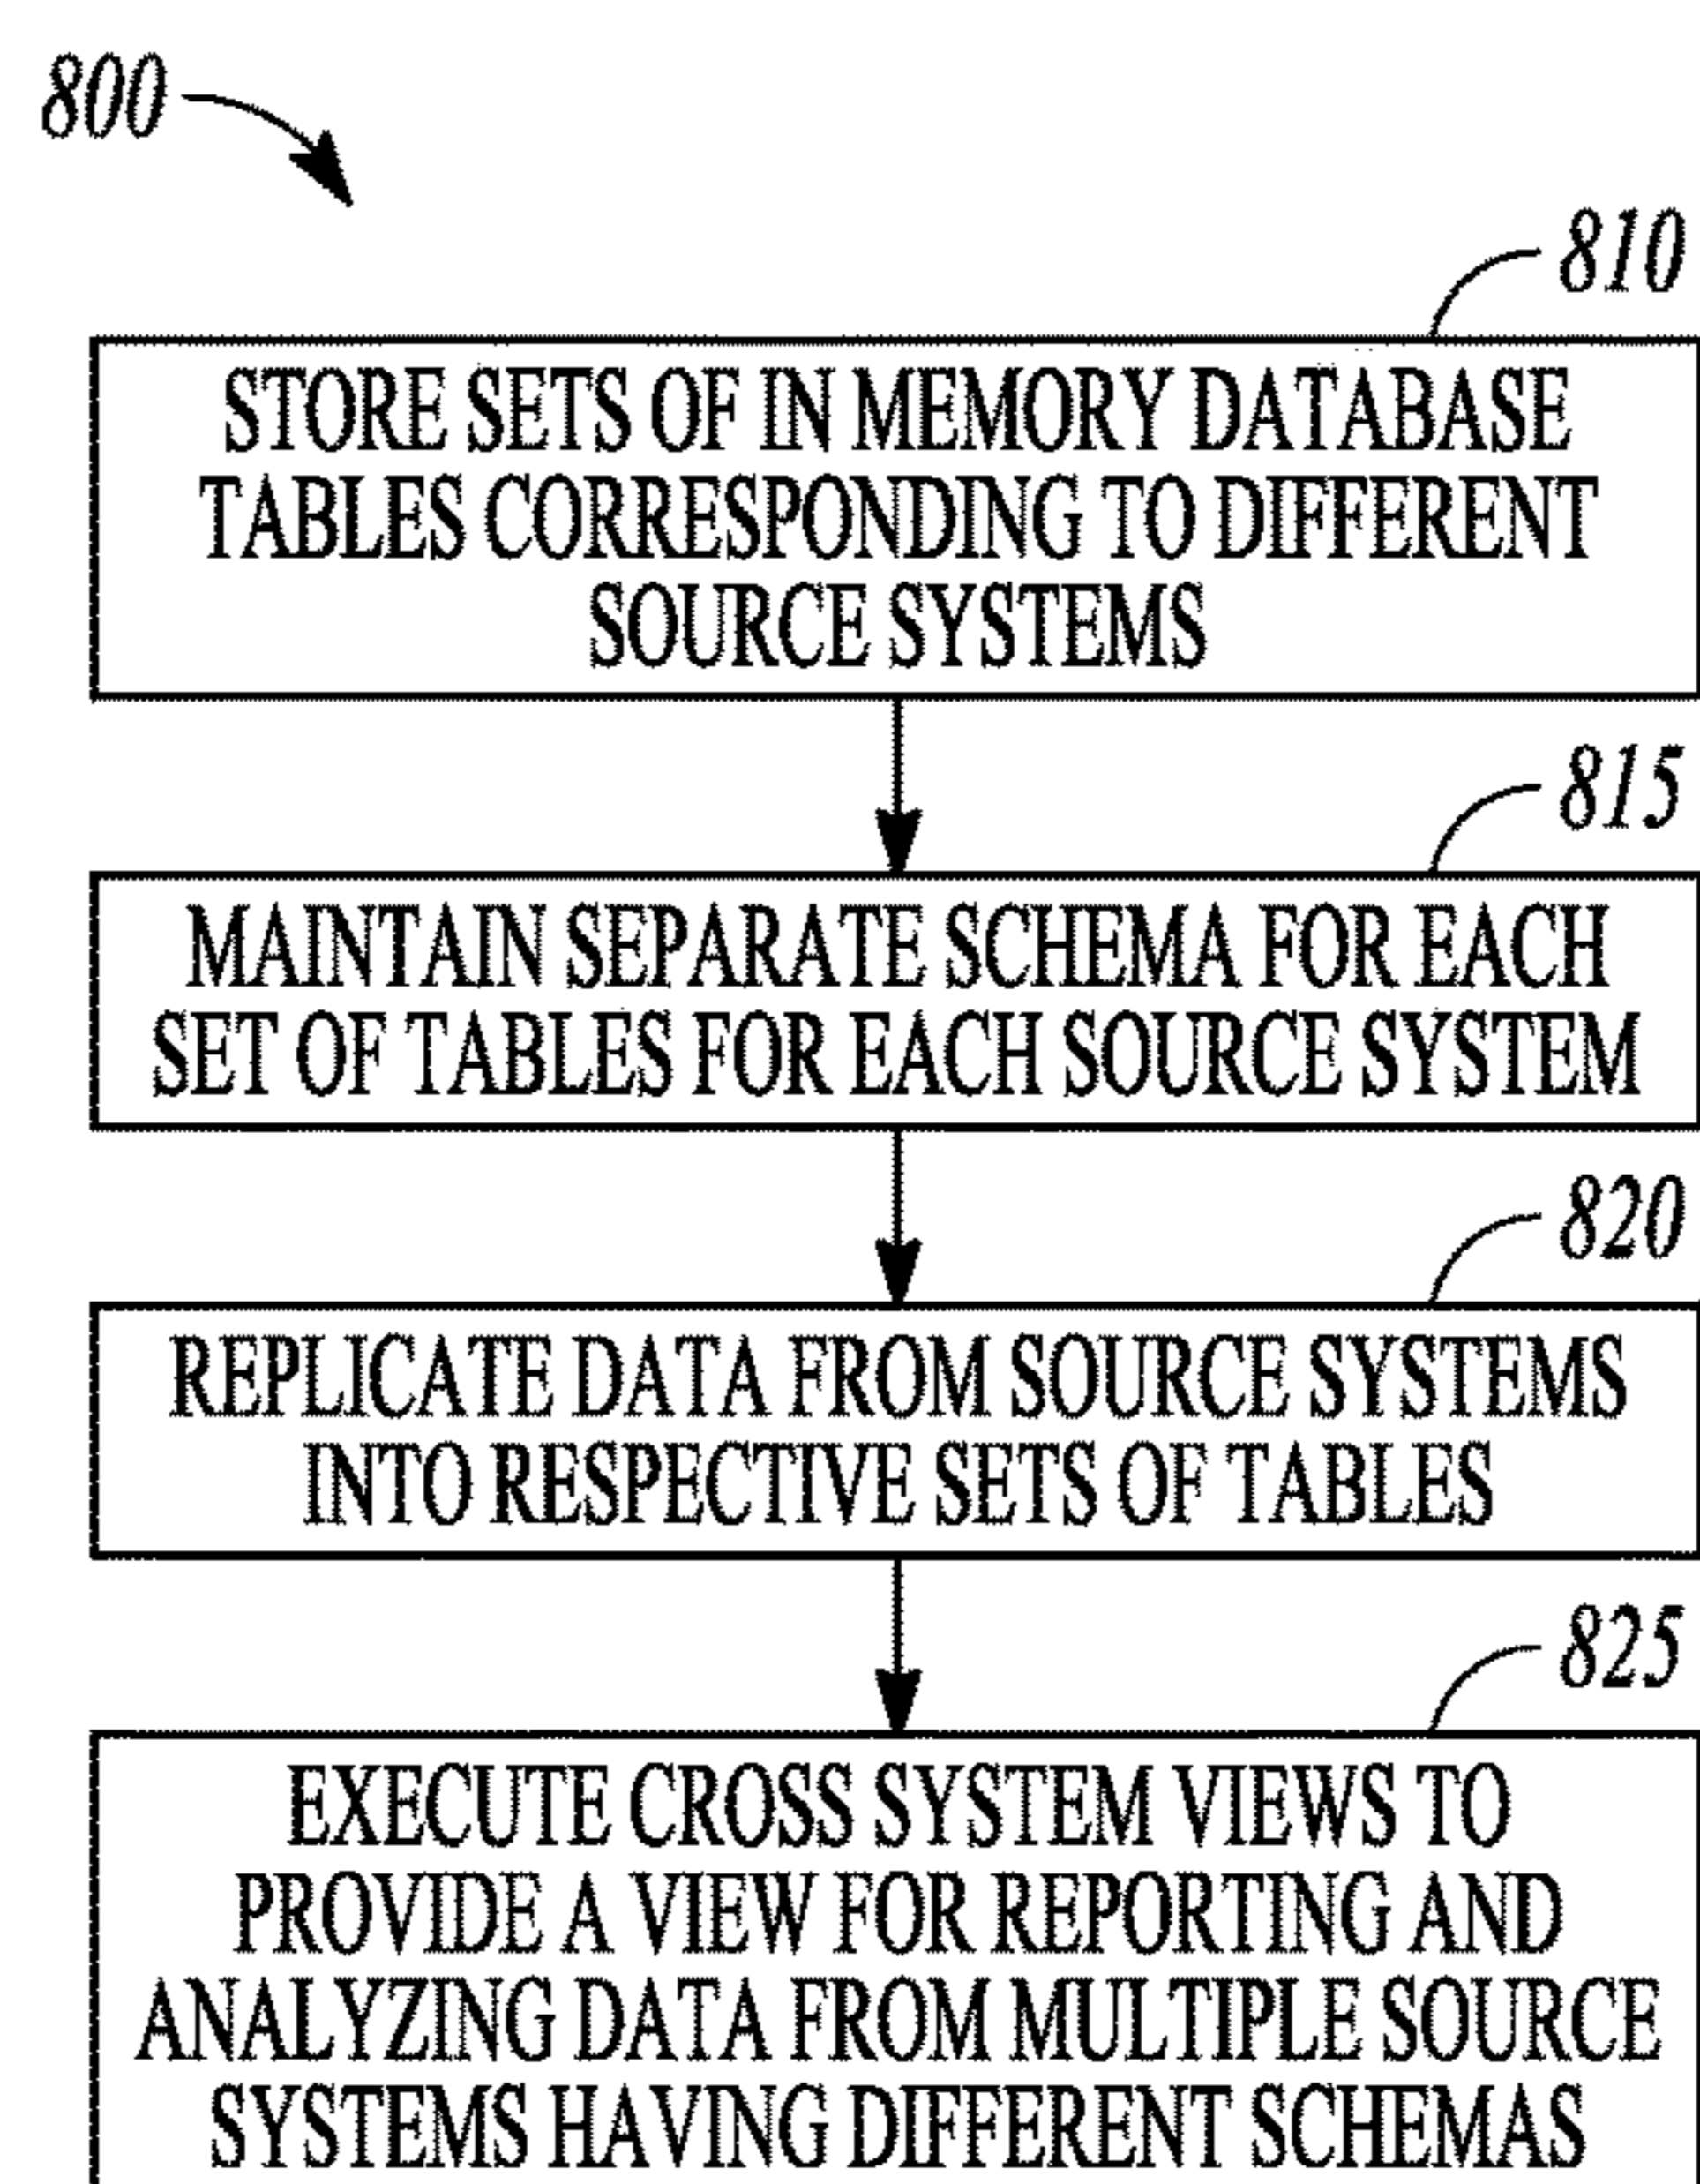 800
810
STORE SETS OF IN MEMORY DATABASE
TABLES CORRESPONDING TO DIFFERENT
SOURCE SYSTEMS
815
MAINTAIN SEPARATE SCHEMA FOR EACH
SET OF TABLES FOR EACH SOURCE SYSTEM
820
REPLICATE DATA FROM SOURCE SYSTEMS
INTO RESPECTIVE SETS OF TABLES
825
EXECUTE CROSS SYSTEM VIEWS TO
PROVIDE A VIEW FOR REPORTING AND
ANALYZING DATA FROM MULTIPLE SOURCE
SYSTEMS HAVING DIFFERENT SCHEMAS